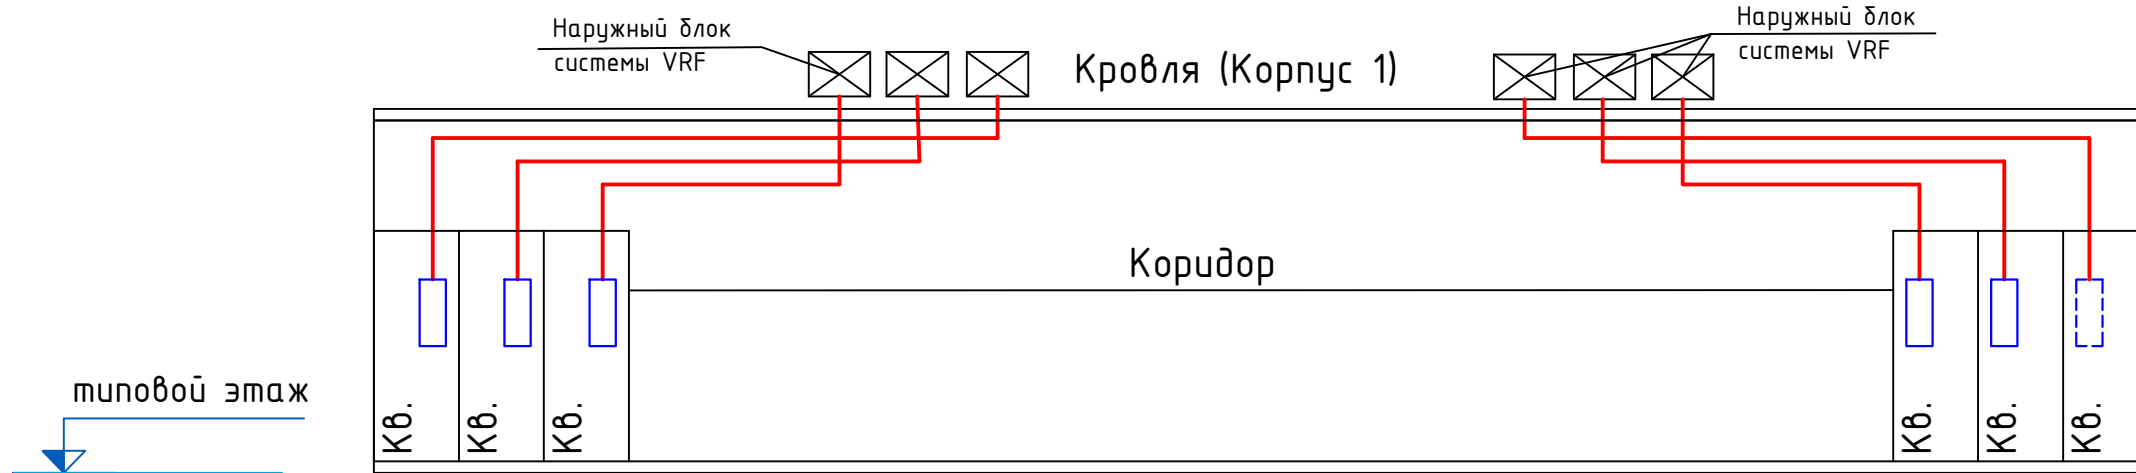 Наружный блок
системы VRF
Кровля (Корпус 1)
Наружный блок
системы VRF
Коридор
типовой этаж
Кв.
Кв.
Кв.
Кв.
Кв.
Кв.